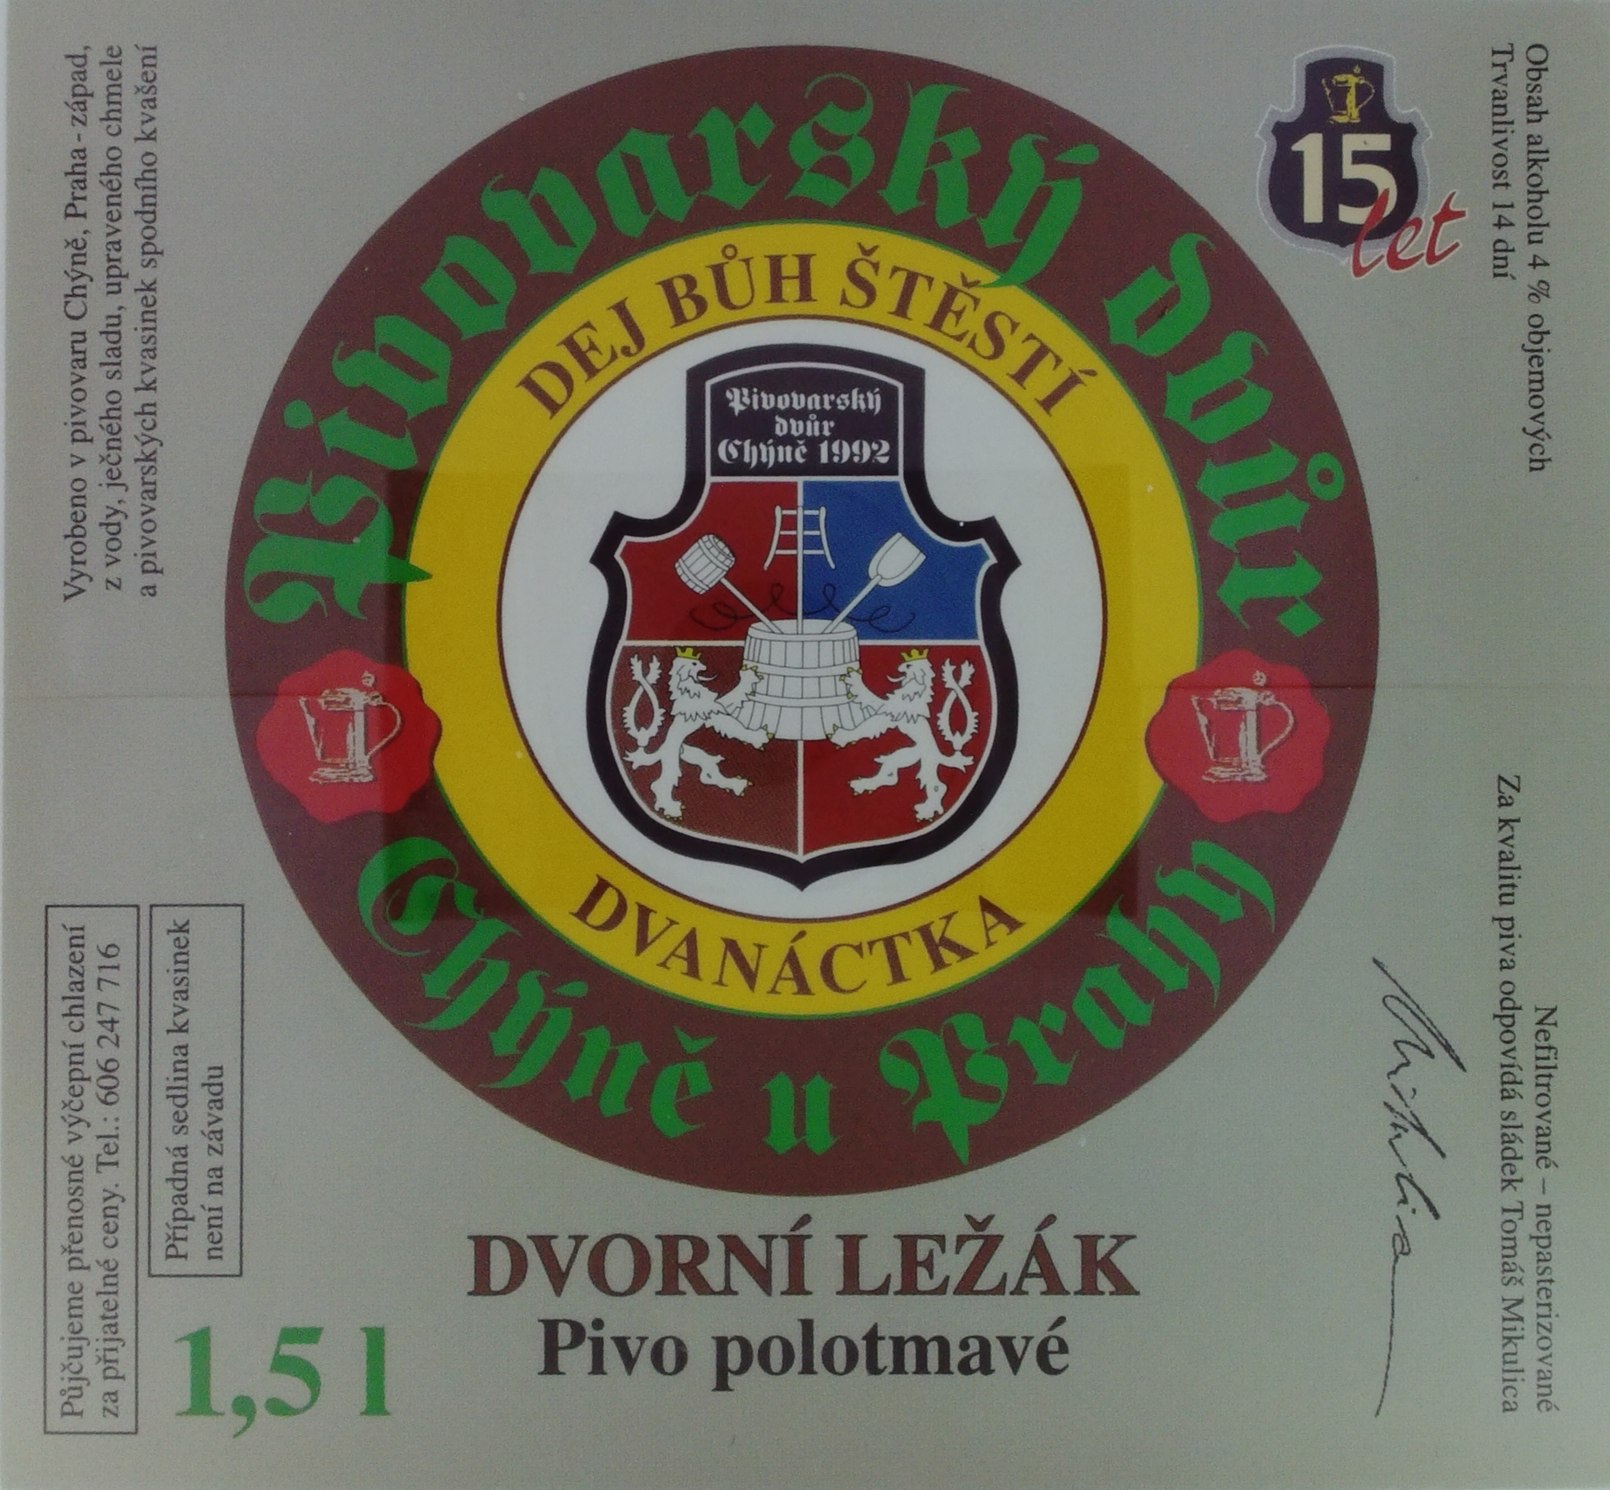 Vyrobeno v pivovaru Chýně, Praha - západ,
z vody, ječného sladu, upraveného chmele
a pivovarských kvasinek spodního kvašení
Pivovarský dvůr
DEJ BŮH ŠTĚSTÍ
Pivovarský
dvůr
Chýně 1992
DVANÁCTKA
Chýně u Prahy
15
let
Obsah alkoholu 4 % objemových
Trvanlivost 14 dní
Půjčujeme přenosné výčepní chlazení
za přijatelné ceny. Tel.: 606 247 716
Případná sedlina kvasinek
není na závadu
1,5 l
DVORNÍ LEŽÁK
Pivo polotmavé
Nefiltrované – nepasterizované
Za kvalitu piva odpovídá sládek Tomáš Mikulica
Mikulica